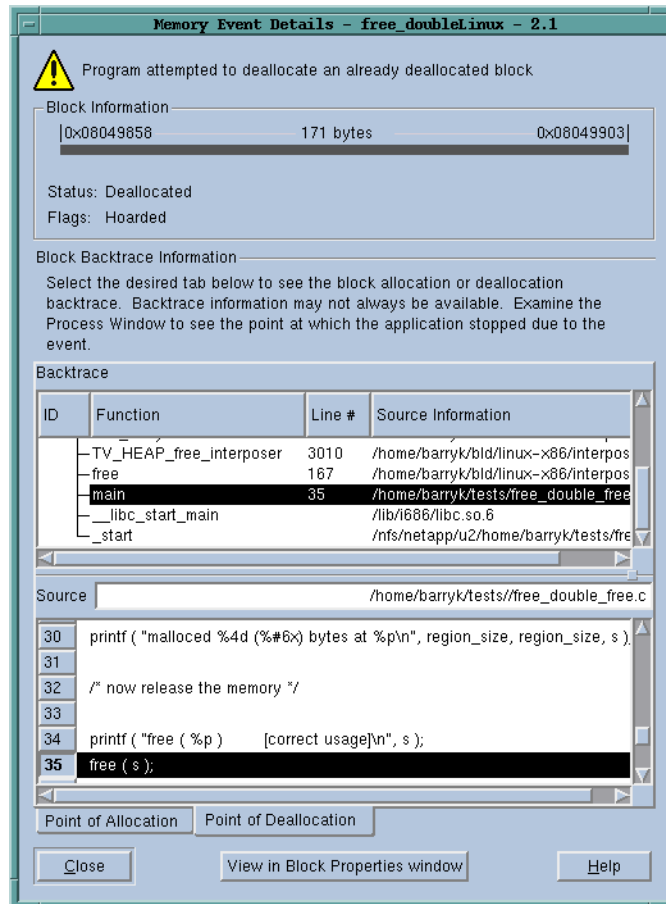 Memory Event Details - free_doubleLinux - 2.1
Program attempted to deallocate an already deallocated block
Block Information
|0x08049858 171 bytes 0x08049903|
Status: Deallocated
Flags: Hoarded
Block Backtrace Information
Select the desired tab below to see the block allocation or deallocation
backtrace. Backtrace information may not always be available. Examine the
Process Window to see the point at which the application stopped due to the
event.
Backtrace
ID Function Line # Source Information
TV_HEAP_free_interposer 3010 /home/barryk/bld/linux-x86/interpos
free 167 /home/barryk/bld/linux-x86/interpos
main 35 /home/barryk/tests/free_double_free
__libc_start_main /lib/i686/libc.so.6
_start /nfs/netapp/u2/home/barryk/tests/fre
Source /home/barryk/tests//free_double_free.c
30 printf ( "malloced %4d (%#6x) bytes at %p\n", region_size, region_size, s )
31
32 /* now release the memory */
33
34 printf ( "free ( %p ) [correct usage]\n", s );
35 free ( s );
Point of Allocation Point of Deallocation
Close View in Block Properties window Help